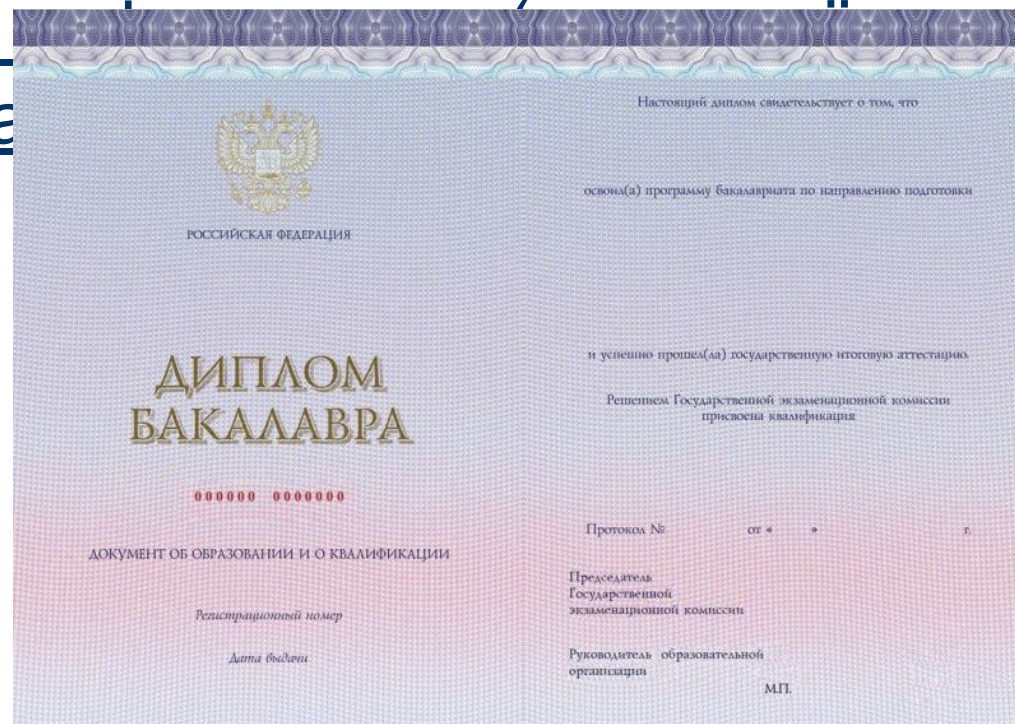 РОССИЙСКАЯ ФЕДЕРАЦИЯ
ДИПЛОМ
БАКАЛАВРА
000000 0000000
ДОКУМЕНТ ОБ ОБРАЗОВАНИИ И О КВАЛИФИКАЦИИ
Регистрационный номер
Дата выдачи
Настоящий диплом свидетельствует о том, что
освоил(а) программу бакалавриата по направлению подготовки
и успешно прошел(ла) государственную итоговую аттестацию.
Решением Государственной экзаменационной комиссии
присвоена квалификация
Протокол № от « » г.
Председатель
Государственной
экзаменационной комиссии
Руководитель образовательной
организации
М.П.